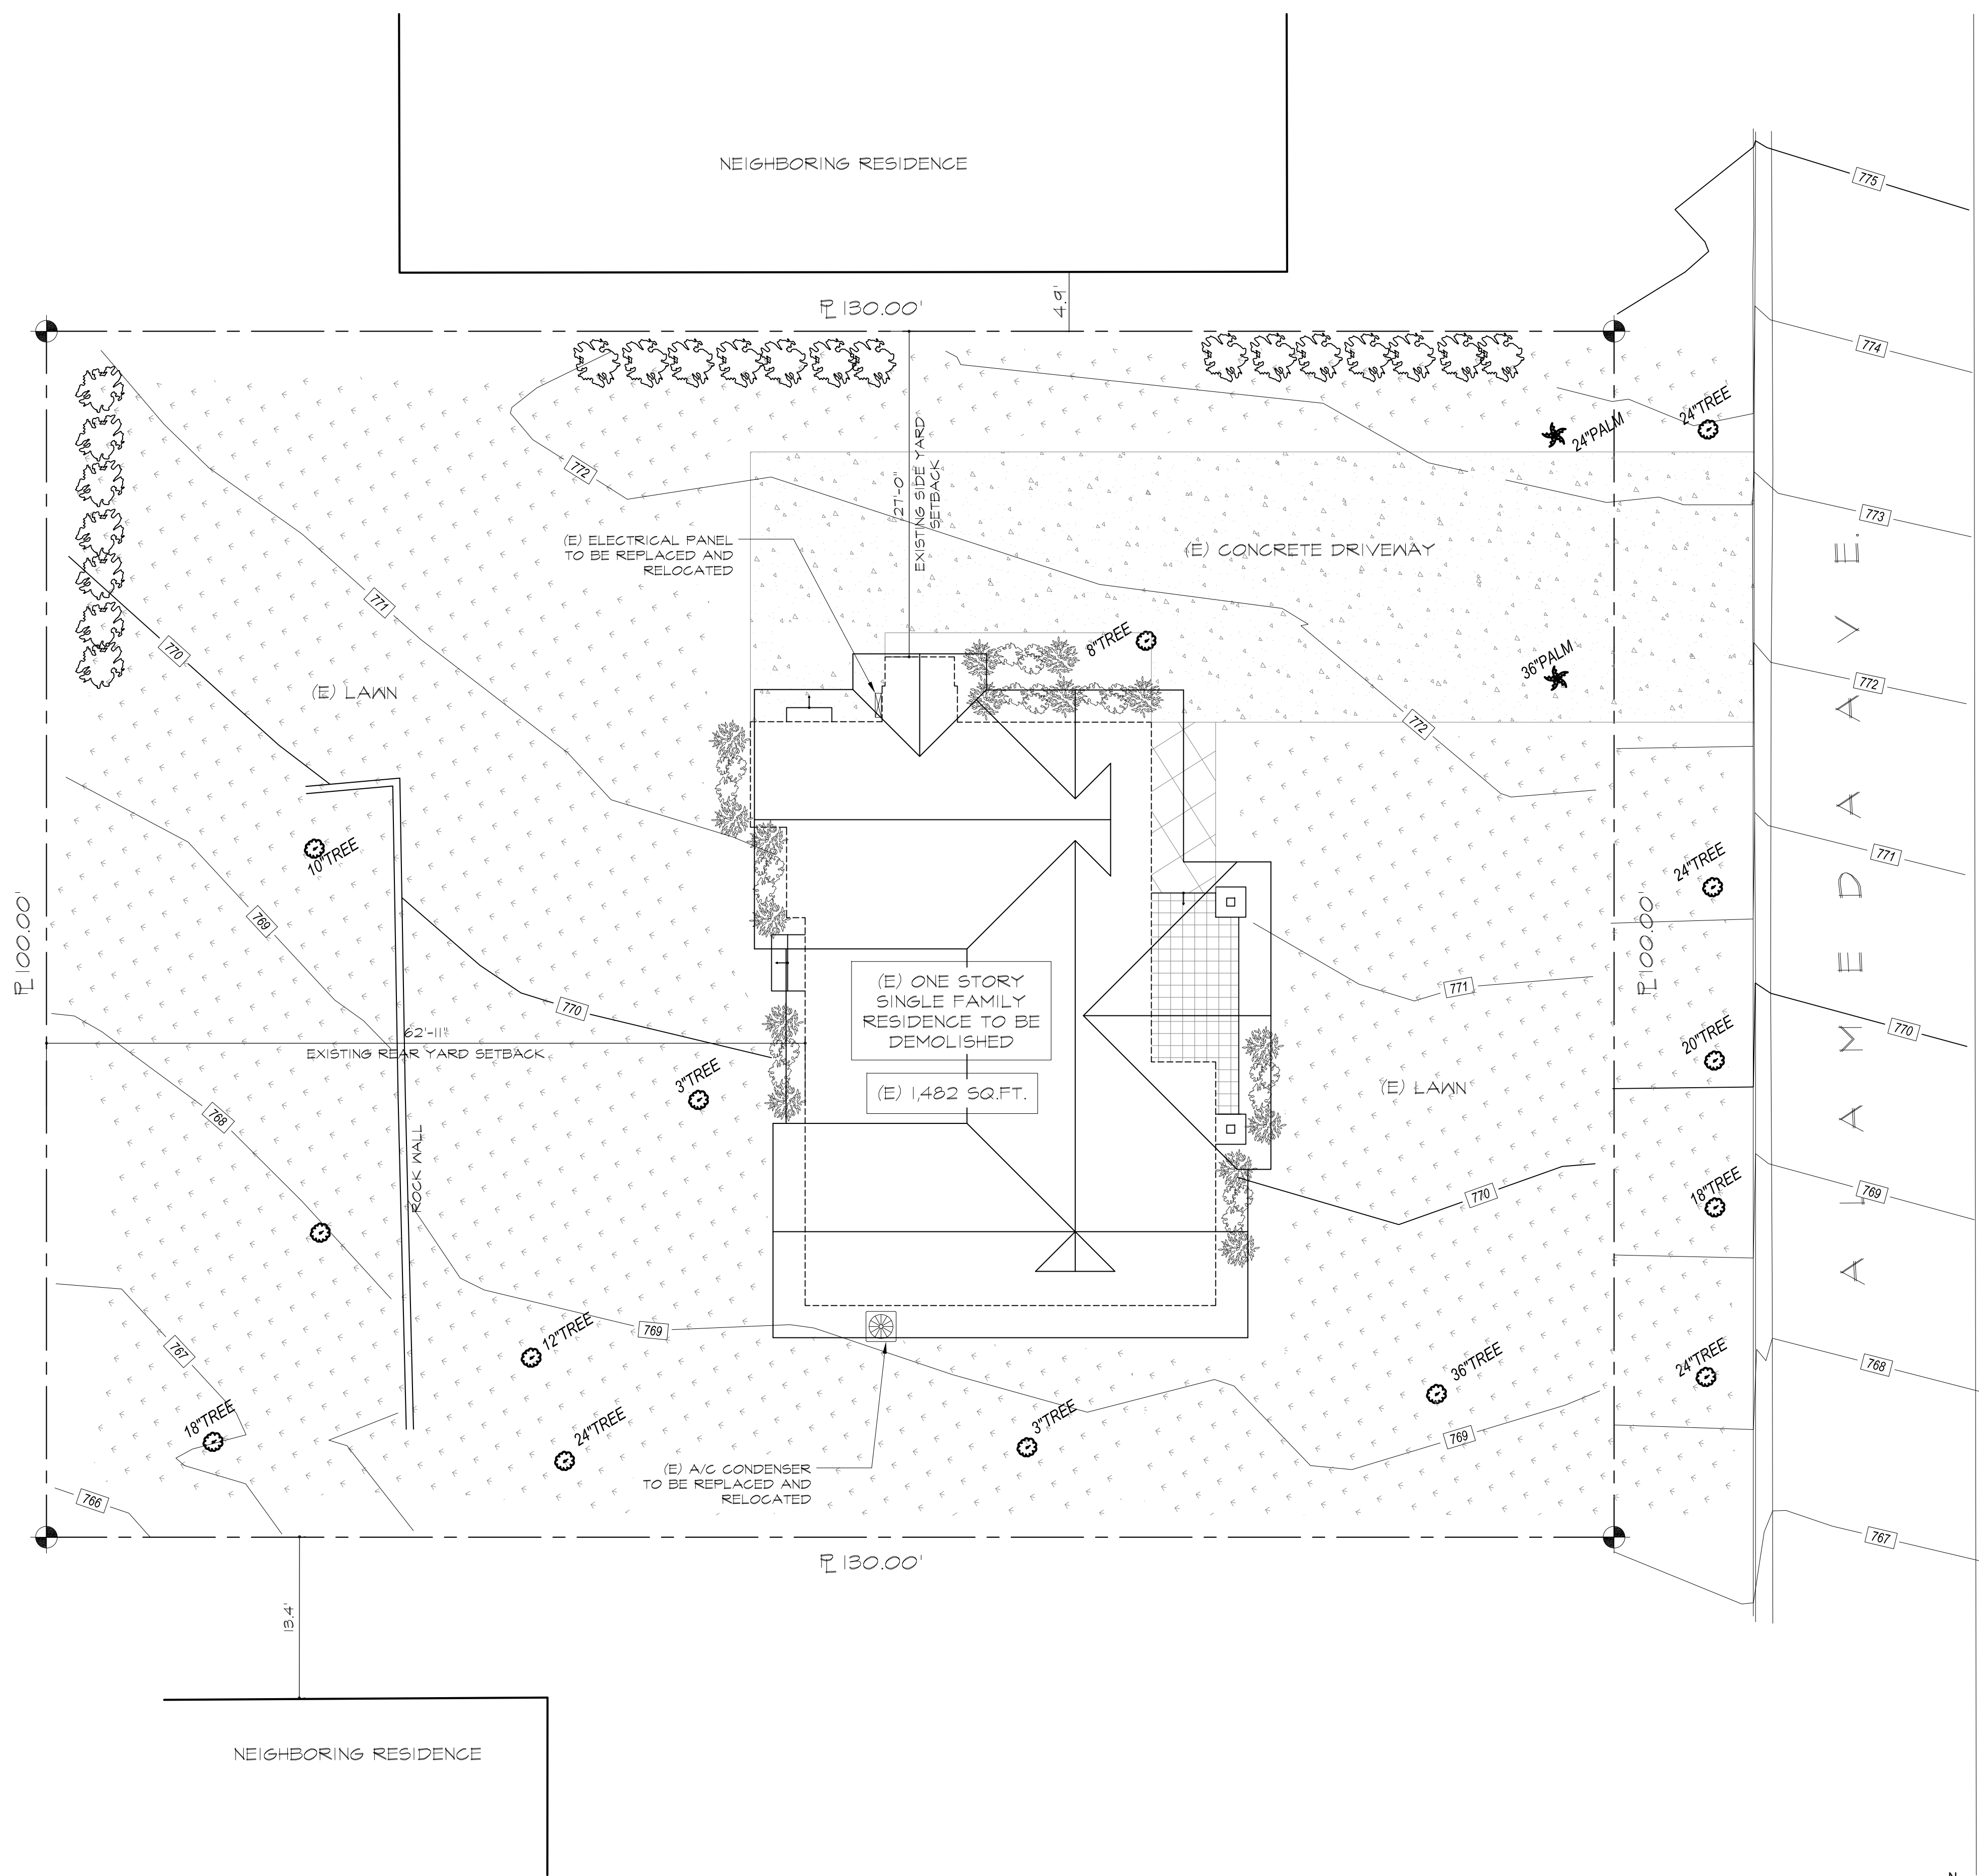 NEIGHBORING RESIDENCE
775
4.9'
PL 130.00'
774
24"TREE
24"PALM
772
27'-0"
EXISTING SIDE YARD
SETBACK
773
(E) ELECTRICAL PANEL
TO BE REPLACED AND
RELOCATED
(E) CONCRETE DRIVEWAY
771
770
8"TREE
36"PALM
(E) LAWN
772
772
10"TREE
24"TREE
771
769
PL 100.00'
PL 100.00'
(E) ONE STORY
SINGLE FAMILY
RESIDENCE TO BE
DEMOLISHED
(E) 1,482 SQ.FT.
771
770
62'-11"
EXISTING REAR YARD SETBACK
20"TREE
770
3"TREE
(E) LAWN
768
ROCK WALL
18"TREE
770
769
ALAMEDA AVE.
767
12"TREE
769
36"TREE
24"TREE
768
18"TREE
24"TREE
3"TREE
769
(E) A/C CONDENSER
TO BE REPLACED AND
RELOCATED
766
767
PL 130.00'
13.4'
NEIGHBORING RESIDENCE
N